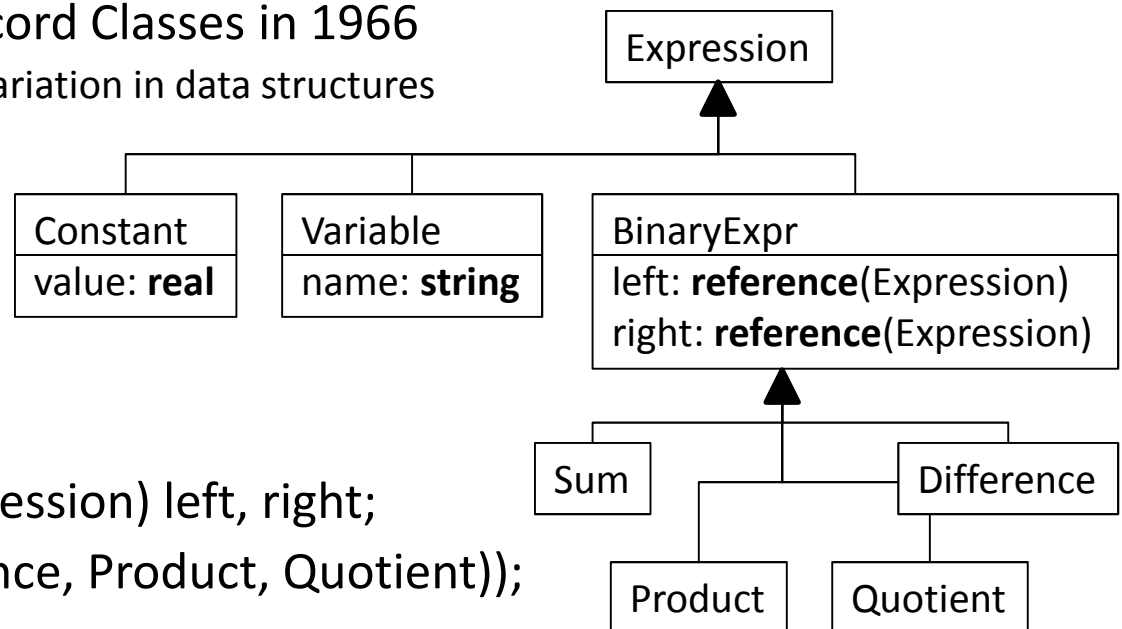 cord Classes in 1966
ariation in data structures
Expression
Constant
value: real
Variable
name: string
BinaryExpr
left: reference(Expression)
right: reference(Expression)
Sum
Difference
Product
Quotient
ession) left, right;
nce, Product, Quotient));